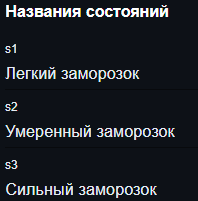 Названия состояний
s1
Легкий заморозок
s2
Умеренный заморозок
s3
Сильный заморозок